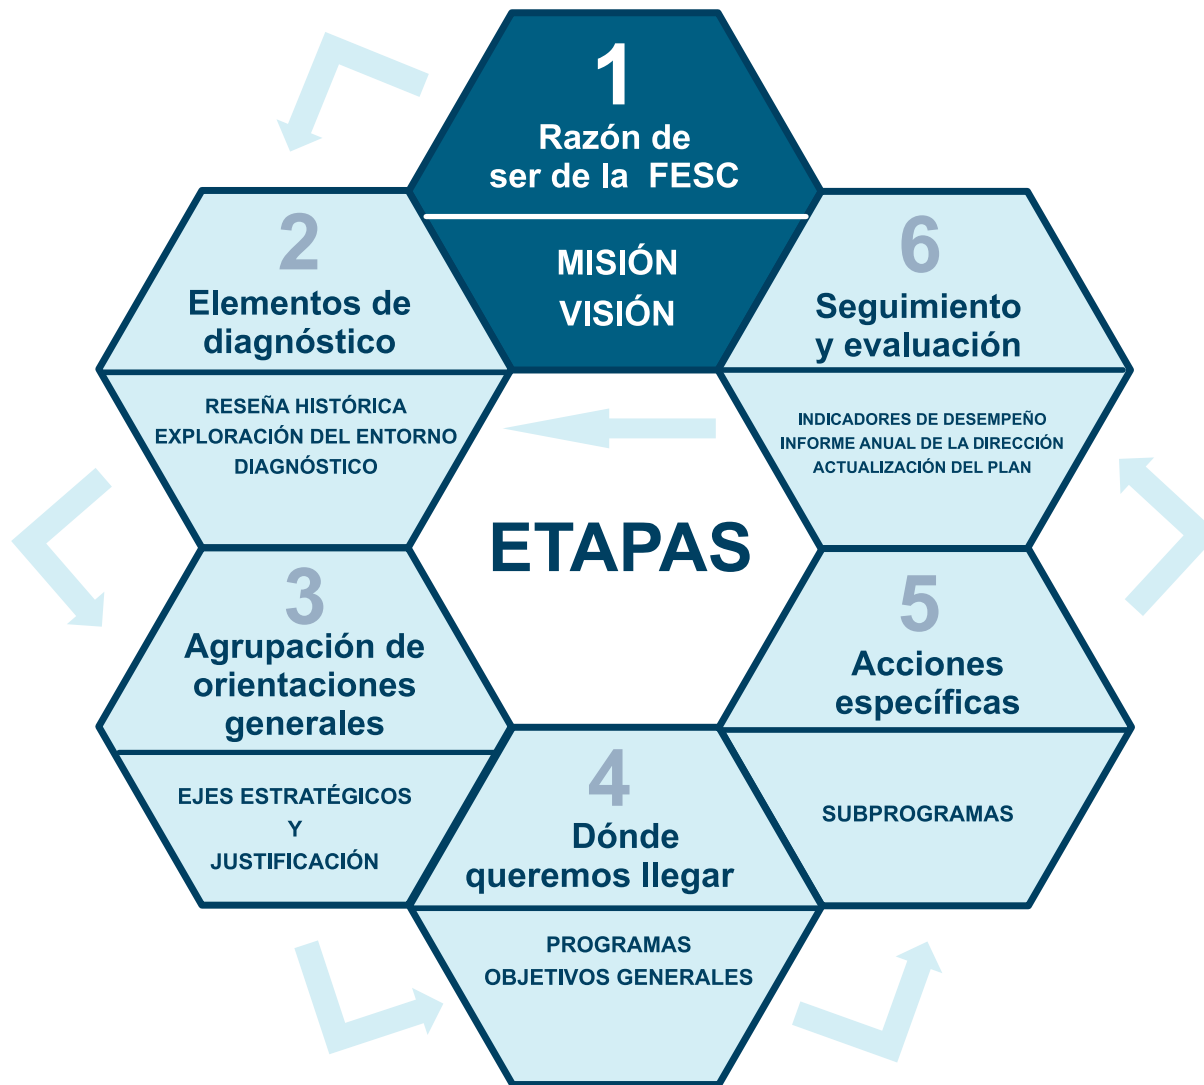 1
Razón de
ser de la FESC
MISIÓN
VISIÓN
2
Elementos de
diagnóstico
RESEÑA HISTÓRICA
EXPLORACIÓN DEL ENTORNO
DIAGNÓSTICO
3
Agrupación de
orientaciones
generales
EJES ESTRATÉGICOS
Y
JUSTIFICACIÓN
4
Dónde
queremos llegar
PROGRAMAS
OBJETIVOS GENERALES
5
Acciones
específicas
SUBPROGRAMAS
6
Seguimiento
y evaluación
INDICADORES DE DESEMPEÑO
INFORME ANUAL DE LA DIRECCIÓN
ACTUALIZACIÓN DEL PLAN
ETAPAS